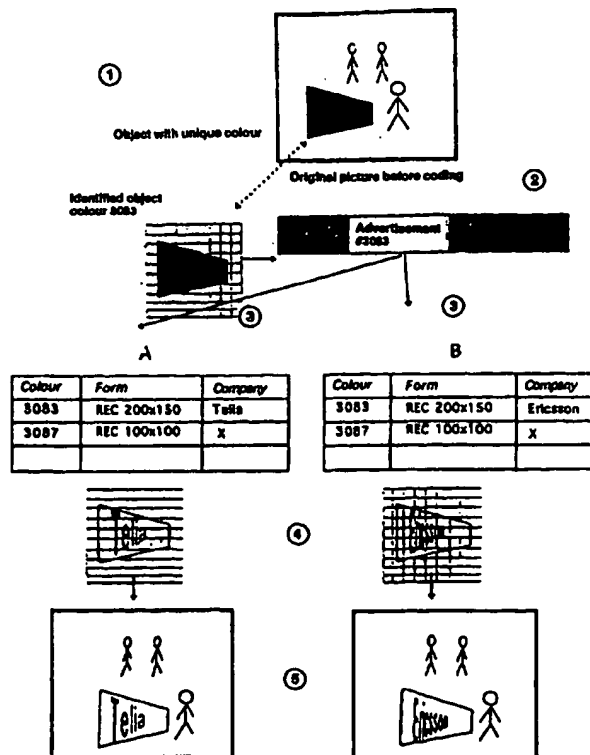 ①
Object with unique colour
Original picture before coding
②
Identified object
colour 3083
Advertisement
#3083
③
③
A
B
Colour Form Company
3083 REC 200x150 Telia
3087 REC 100x100 X
Colour Form Company
3083 REC 200x150 Ericsson
3087 REC 100x100 X
Telia
④
Ericsson
⑤
Telia
Ericsson